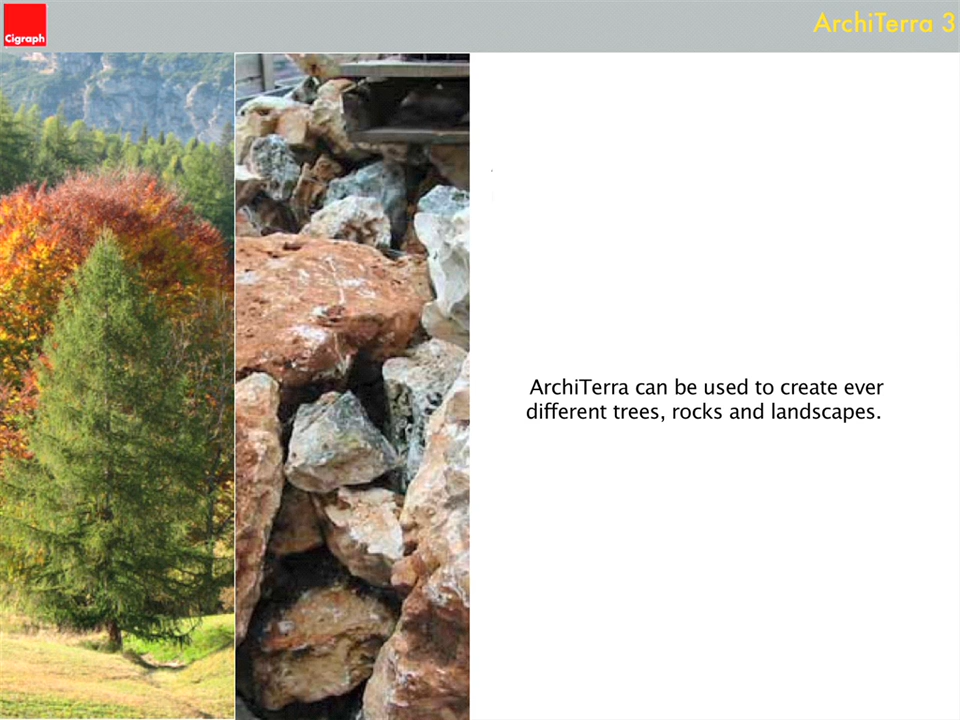 Cigraph
ArchiTerra 3
ArchiTerra can be used to create ever
different trees, rocks and landscapes.